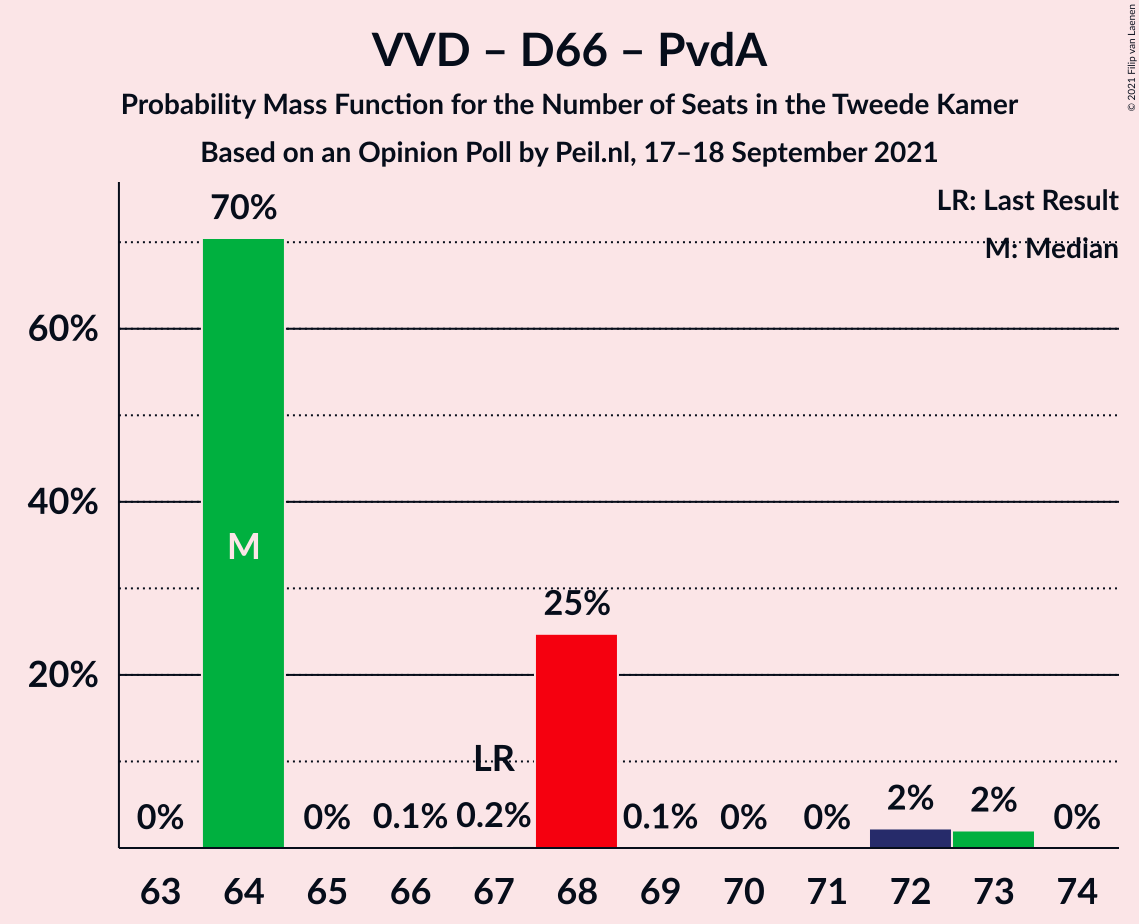 VVD – D66 – PvdA
Probability Mass Function for the Number of Seats in the Tweede Kamer
Based on an Opinion Poll by Peil.nl, 17–18 September 2021
© 2021 Filip van Laenen
LR: Last Result
M: Median
70%
60%
40%
M
25%
20%
LR
0% 0% 0.1% 0.2% 0.1% 0% 0% 2% 2% 0%
63 64 65 66 67 68 69 70 71 72 73 74